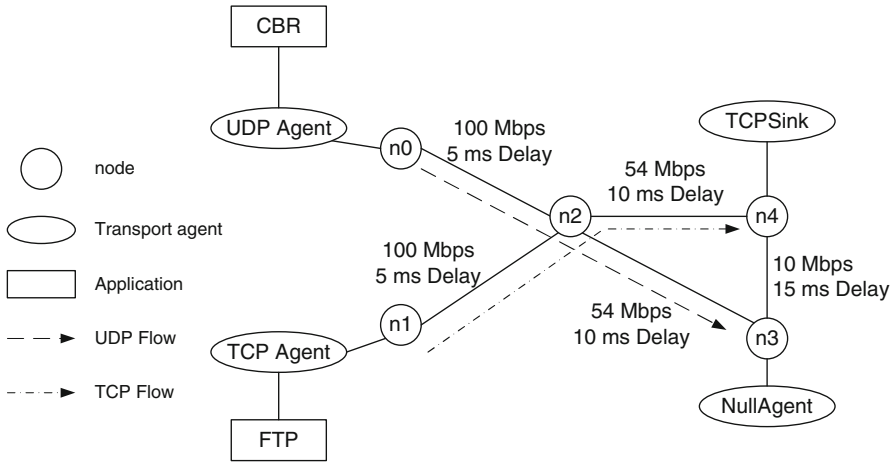 CBR
UDP Agent
n0
100 Mbps
5 ms Delay
TCPSink
54 Mbps
10 ms Delay
n2
n4
100 Mbps
5 ms Delay
10 Mbps
15 ms Delay
54 Mbps
10 ms Delay
n1
n3
TCP Agent
NullAgent
FTP
node
Transport agent
Application
UDP Flow
TCP Flow